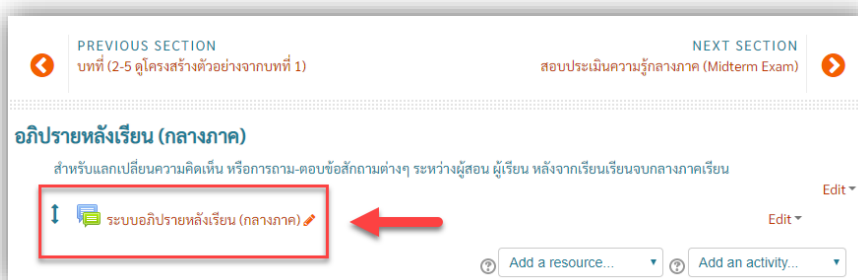 PREVIOUS SECTION
บทที่ (2-5 ดูโครงสร้างตัวอย่างจากบทที่ 1)
NEXT SECTION
สอบประเมินความรู้กลางภาค (Midterm Exam)
อภิปรายหลังเรียน (กลางภาค)
สำหรับแลกเปลี่ยนความคิดเห็น หรือการถาม-ตอบข้อสักถามต่างๆ ระหว่างผู้สอน ผู้เรียน หลังจากเรียนเรียนจบกลางภาคเรียน
Edit
ระบบอภิปรายหลังเรียน (กลางภาค)
Edit
Add a resource... Add an activity...